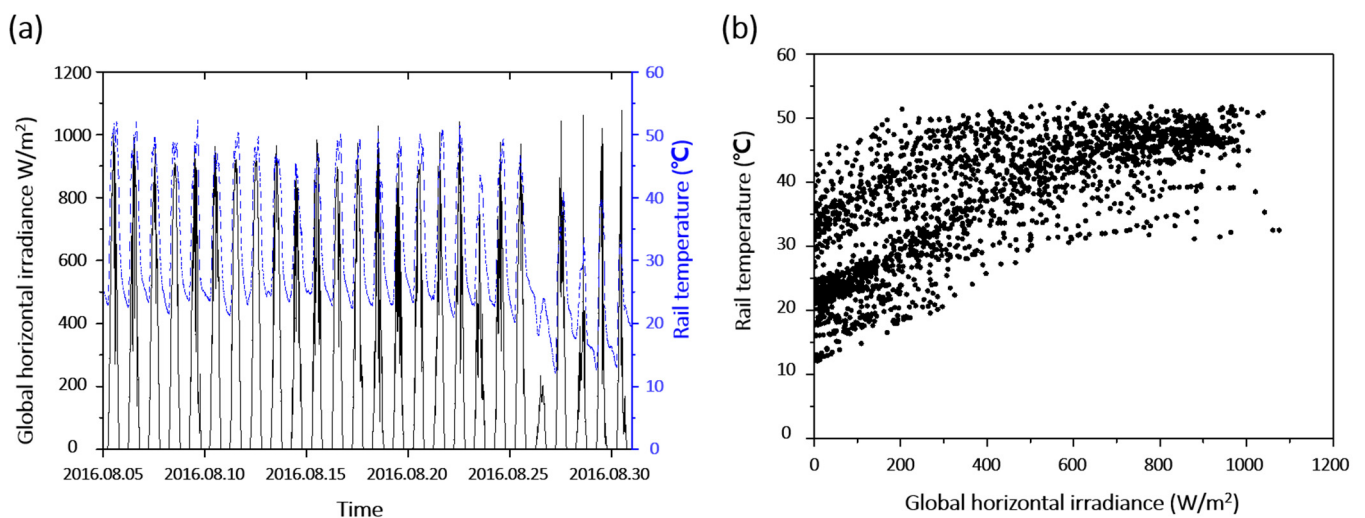 (a)
Global horizontal irradiance W/m²
1200
1000
800
600
400
200
0
60
50
40
30
20
10
0
Rail temperature (℃)
2016.08.05 2016.08.10 2016.08.15 2016.08.20 2016.08.25 2016.08.30
Time
(b)
Rail temperature (℃)
60
50
40
30
20
10
0
0 200 400 600 800 1000 1200
Global horizontal irradiance (W/m²)